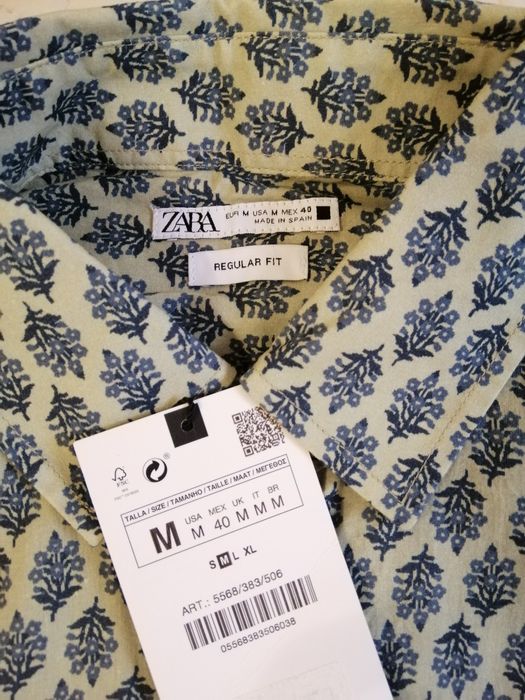 ZARA
EUR M USA M MEX 40
MADE IN SPAIN
REGULAR FIT
FSC
TALLA / SIZE / TAMANHO / TAILLE / MAAT / ΜΕΓΕΘΟΣ
M
USA MEX UK IT BR
M 40 M M M
S M L XL
ART.: 5568/383/506
05568383506038